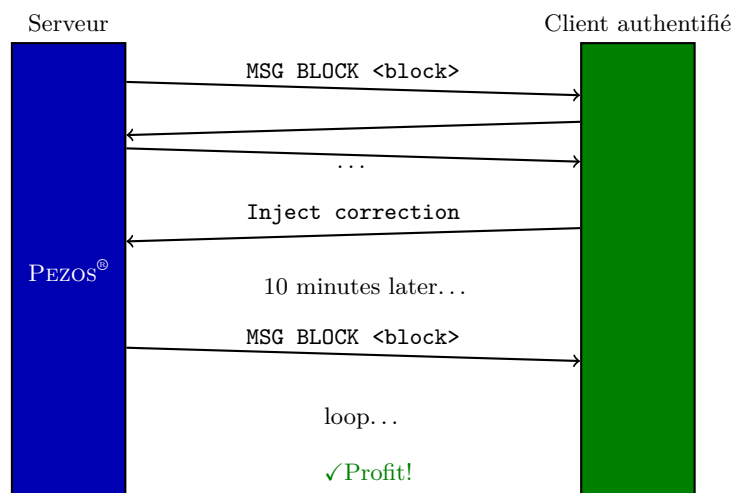 Serveur
Client authentifié
MSG BLOCK <block>
...
Inject correction
PEZOS®
10 minutes later...
MSG BLOCK <block>
loop...
✓Profit!